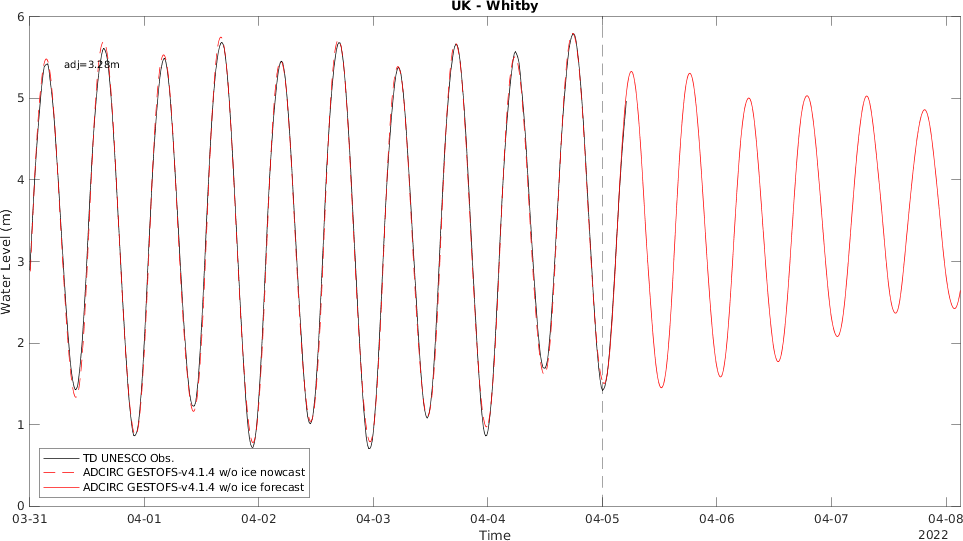 UK - Whitby
6
adj=3.28m
5
4
3
2
1
0
Water Level (m)
TD UNESCO Obs.
ADCIRC GESTOFS-v4.1.4 w/o ice nowcast
ADCIRC GESTOFS-v4.1.4 w/o ice forecast
03-31 04-01 04-02 04-03 04-04 04-05 04-06 04-07 04-08
Time
2022